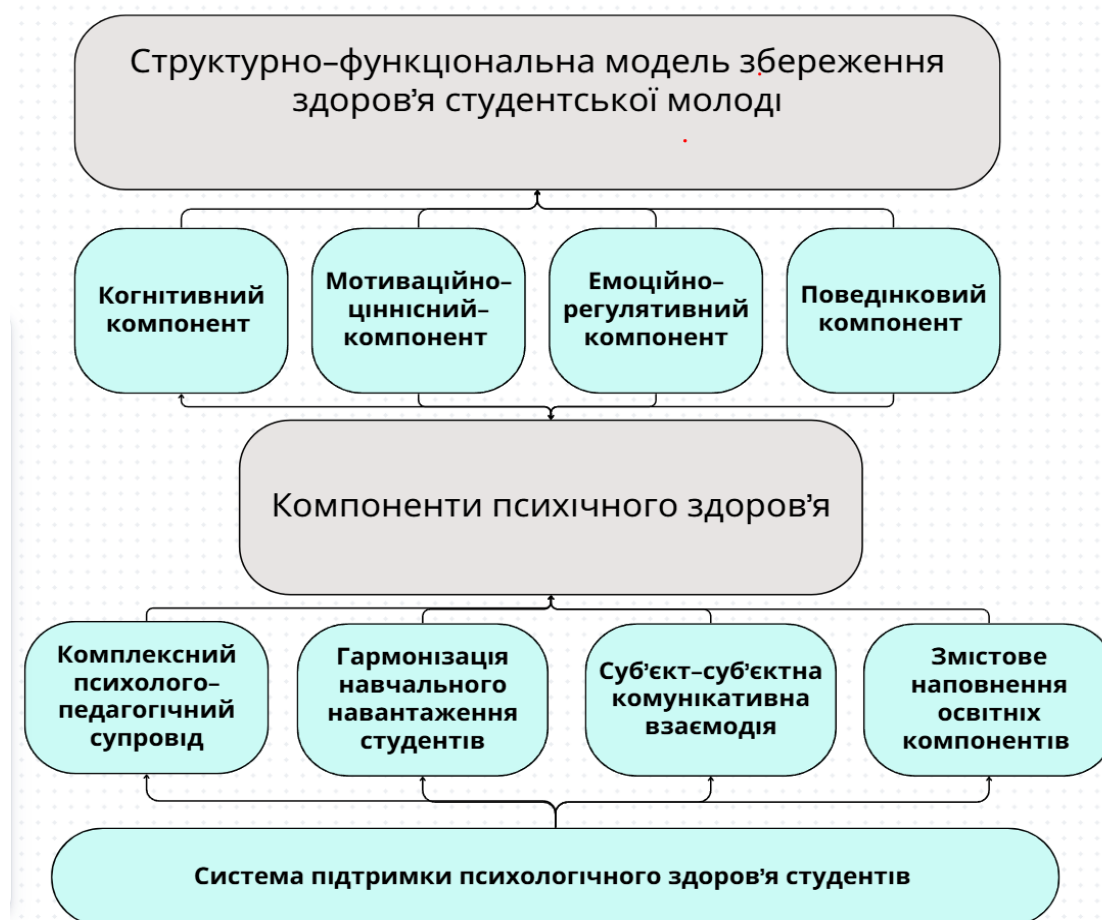 Структурно–функціональна модель збереження
здоров’я студентської молоді
Когнітивний
компонент
Мотиваційно–
ціннісний–
компонент
Емоційно–
регулятивний
компонент
Поведінковий
компонент
Компоненти психічного здоров’я
Комплексний
психолого–
педагогічний
супровід
Гармонізація
навчального
навантаження
студентів
Суб’єкт–суб’єктна
комунікативна
взаємодія
Змістове
наповнення
освітніх
компонентів
Система підтримки психологічного здоров’я студентів